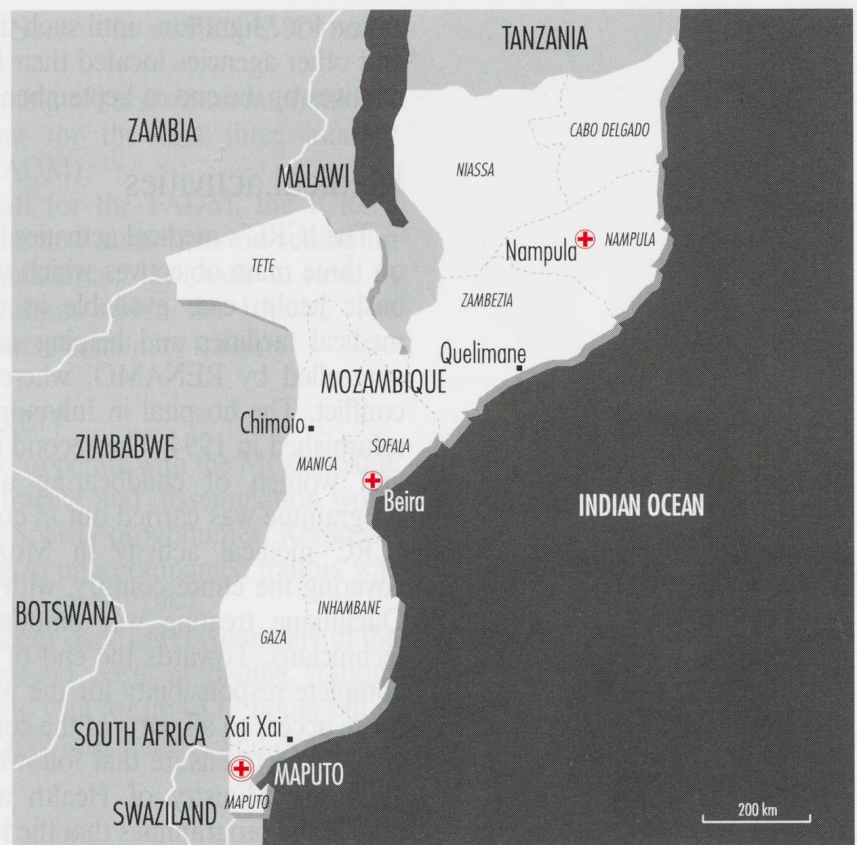 TANZANIA
ZAMBIA
CABO DELGADO
MALAWI
NIASSA
Nampula
NAMPULA
TETE
ZAMBEZIA
Quelimane
MOZAMBIQUE
Chimoio
ZIMBABWE
SOFALA
MANICA
Beira
INDIAN OCEAN
BOTSWANA
INHAMBANE
GAZA
SOUTH AFRICA
Xai Xai
MAPUTO
SWAZILAND
MAPUTO
200 km